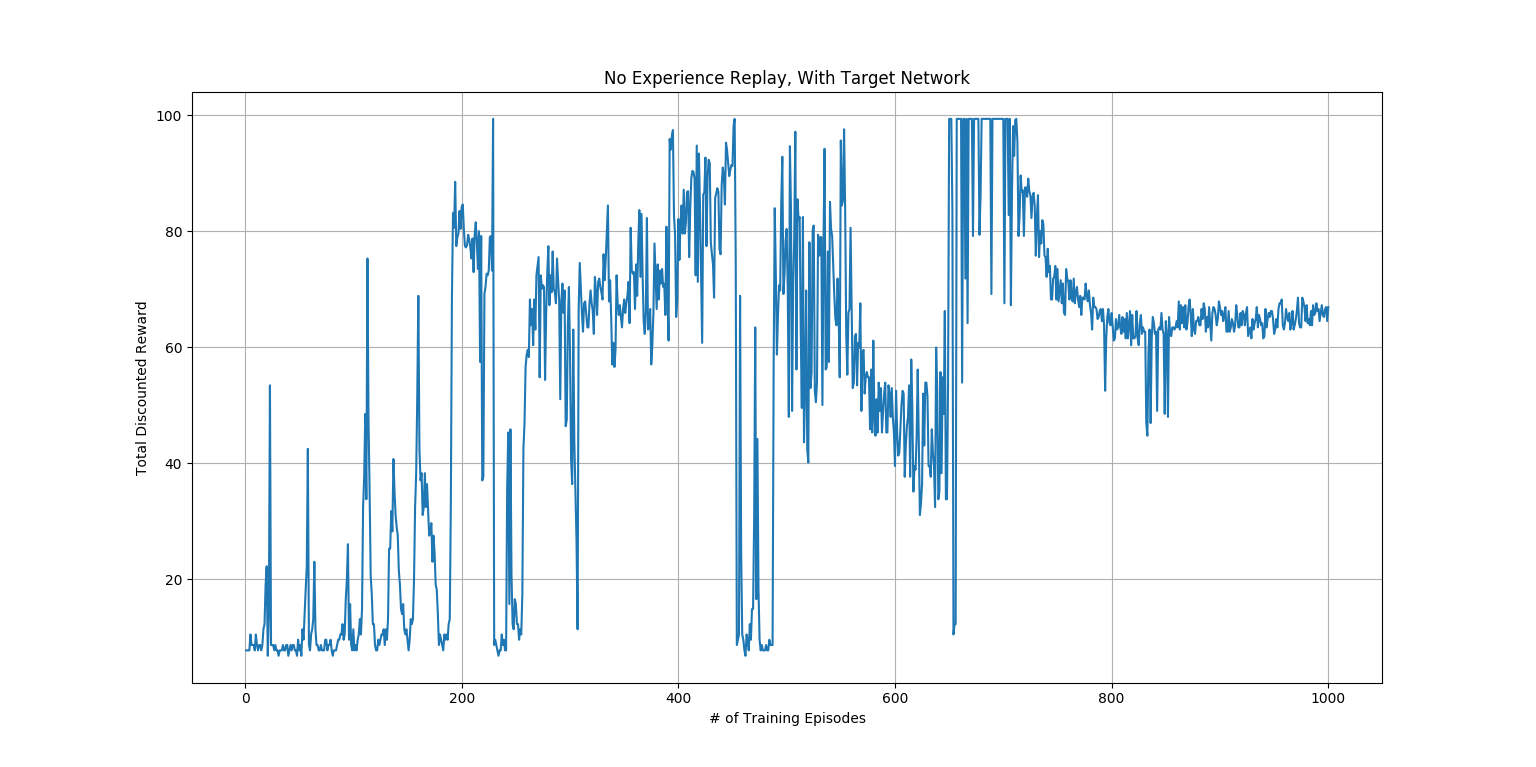 No Experience Replay, With Target Network
100
80
60
40
20
Total Discounted Reward
0 200 400 600 800 1000
# of Training Episodes